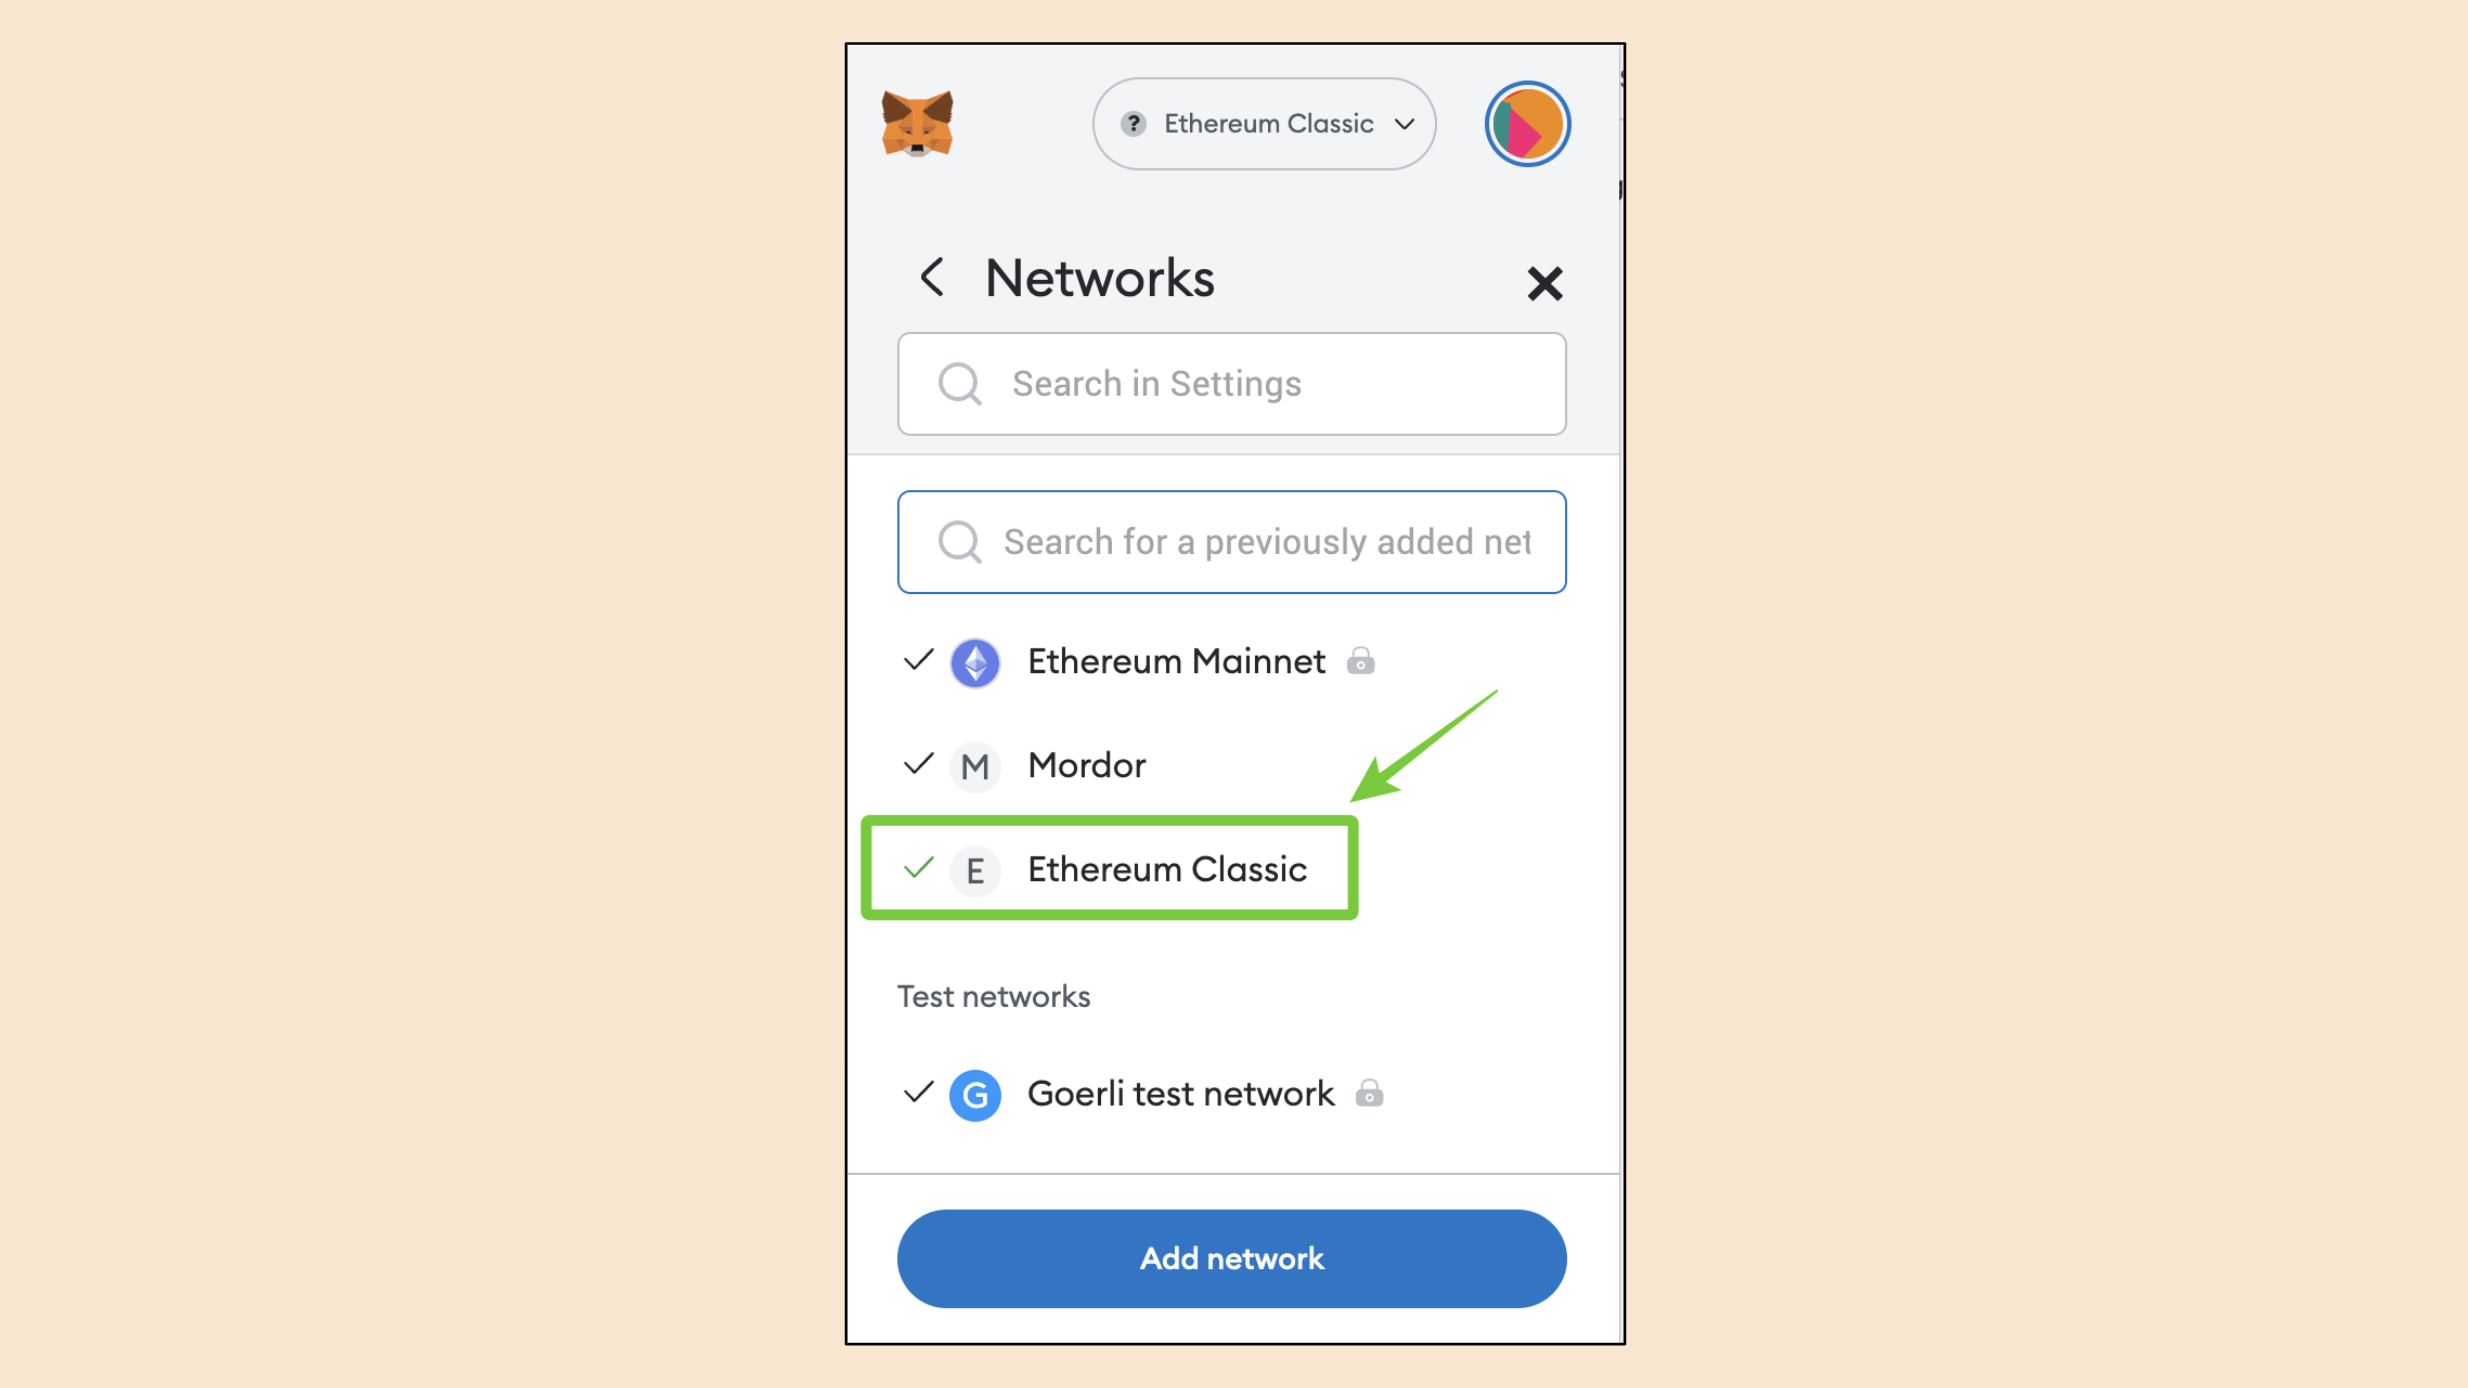 ? Ethereum Classic
Networks
Search in Settings
Search for a previously added net
Ethereum Mainnet
M Mordor
E Ethereum Classic
Test networks
G Goerli test network
Add network